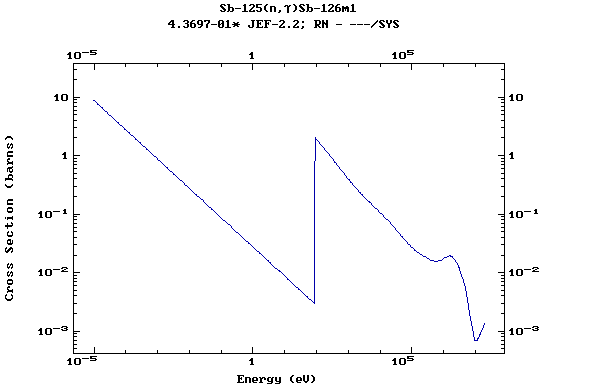 Sb-125(n,γ)Sb-126m1
4.3697-01* JEF-2.2; RN - ---/SYS
10⁻⁵ 1 10⁵
10 10
1 1
10⁻¹ 10⁻¹
10⁻² 10⁻²
10⁻³ 10⁻³
10⁻⁵ 1 10⁵
Cross Section (barns)
Energy (eV)